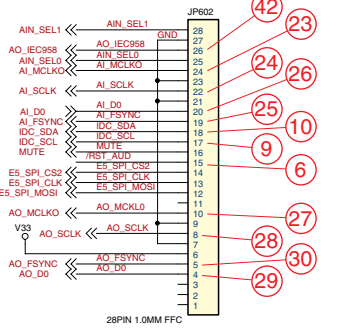 JP602
42
AIN_SEL1 AIN_SEL1 28
GND 27
23
AO_IEC958 AO_IEC958 26
AIN_SEL0 AIN_SEL0 25
AI_MCLKO AI_MCLKO 24
23
24
AI_SCLK AI_SCLK 22
21
26
AI_D0 AI_D0 20
AI_FSYNC AI_FSYNC 19
25
IDC_SDA IDC_SDA 18
10
IDC_SCL IDC_SCL 17
9
MUTE MUTE 16
/RST_AUD 15
6
E5_SPI_CS2 E5_SPI_CS2 14
E5_SPI_CLK E5_SPI_CLK 13
E5_SPI_MOSI E5_SPI_MOSI 12
11
AO_MCLKO AO_MCKL0 10
27
9
V33
AO_SCLK AO_SCLK 8
28
7
6
30
AO_FSYNC AO_FSYNC 5
AO_D0 AO_D0 4
29
3
2
1
28PIN 1.0MM FFC